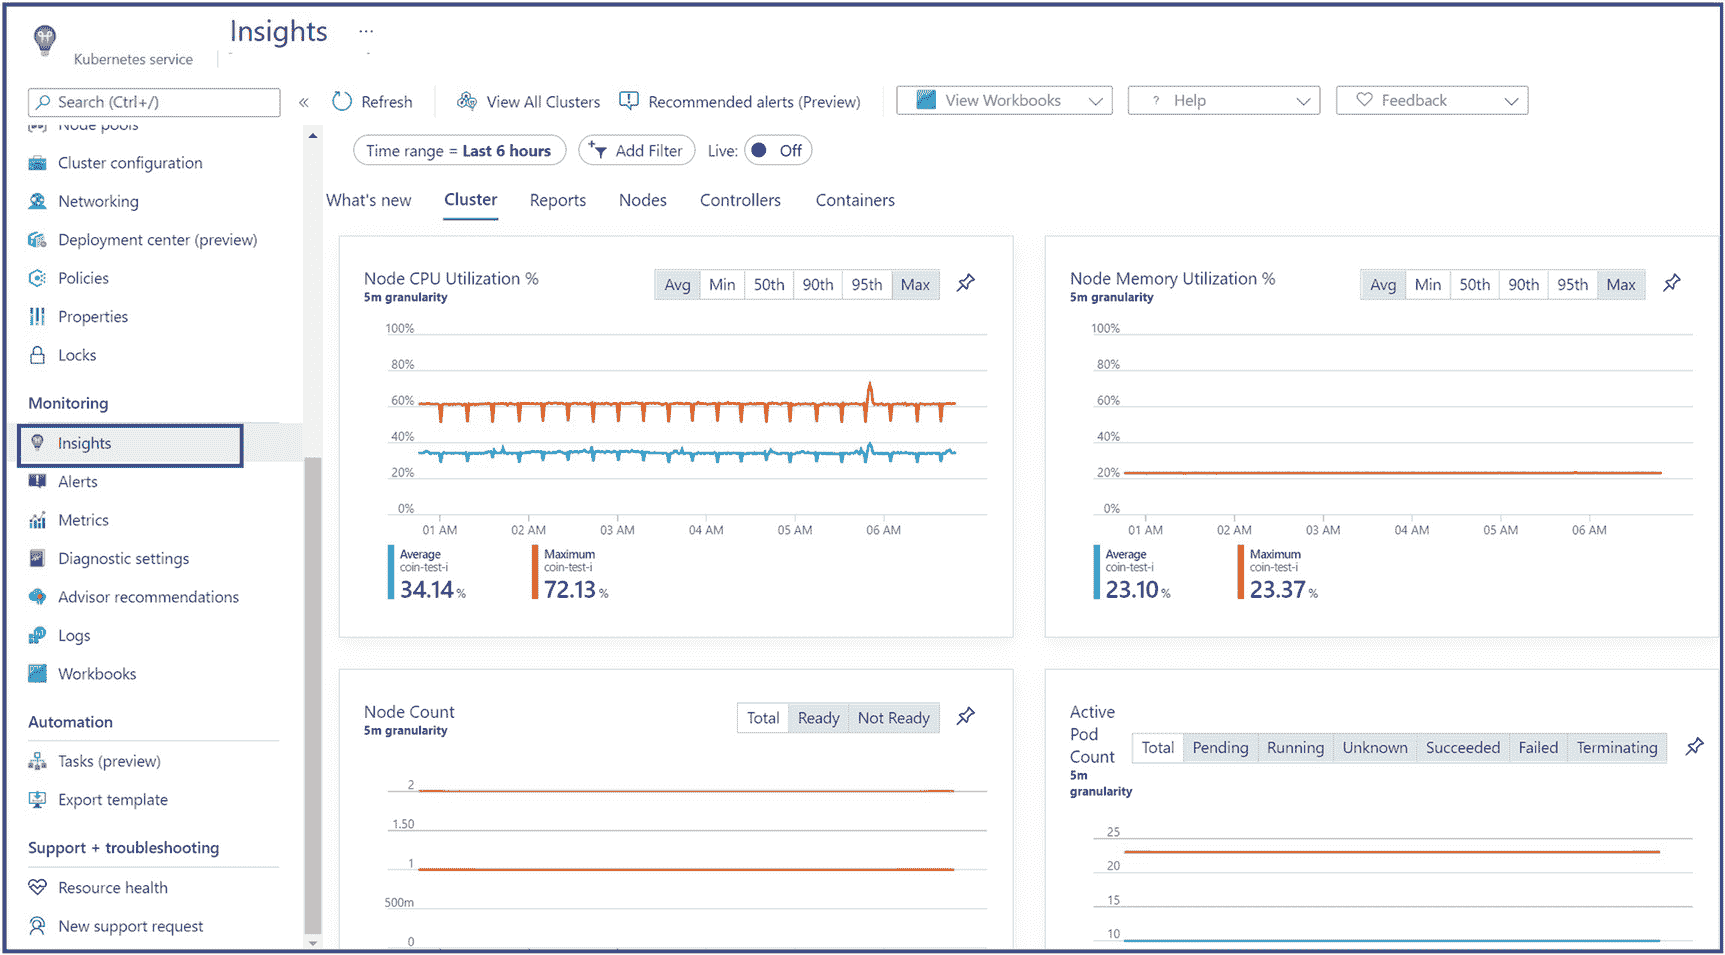 Insights ...
Kubernetes service
Search (Ctrl+/)
«
Refresh
View All Clusters
Recommended alerts (Preview)
View Workbooks
? Help
Feedback
Node pools
Cluster configuration
Networking
Deployment center (preview)
Policies
Properties
Locks
Monitoring
Insights
Alerts
Metrics
Diagnostic settings
Advisor recommendations
Logs
Workbooks
Automation
Tasks (preview)
Export template
Support + troubleshooting
Resource health
New support request
Time range = Last 6 hours
Add Filter
Live: Off
What's new Cluster Reports Nodes Controllers Containers
Node CPU Utilization %
5m granularity
Avg Min 50th 90th 95th Max
100%
80%
60%
40%
20%
0%
01 AM 02 AM 03 AM 04 AM 05 AM 06 AM
Average
coin-test-i
34.14 %
Maximum
coin-test-i
72.13 %
Node Memory Utilization %
5m granularity
Avg Min 50th 90th 95th Max
100%
80%
60%
40%
20%
0%
01 AM 02 AM 03 AM 04 AM 05 AM 06 AM
Average
coin-test-i
23.10 %
Maximum
coin-test-i
23.37 %
Node Count
5m granularity
Total Ready Not Ready
2
1.50
1
500m
0
Active
Pod
Count
5m
granularity
Total Pending Running Unknown Succeeded Failed Terminating
25
20
15
10